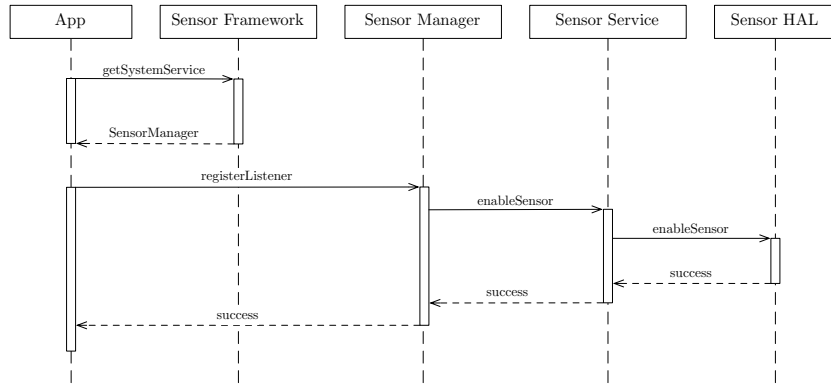 App
Sensor Framework
Sensor Manager
Sensor Service
Sensor HAL
getSystemService
SensorManager
registerListener
enableSensor
enableSensor
success
success
success